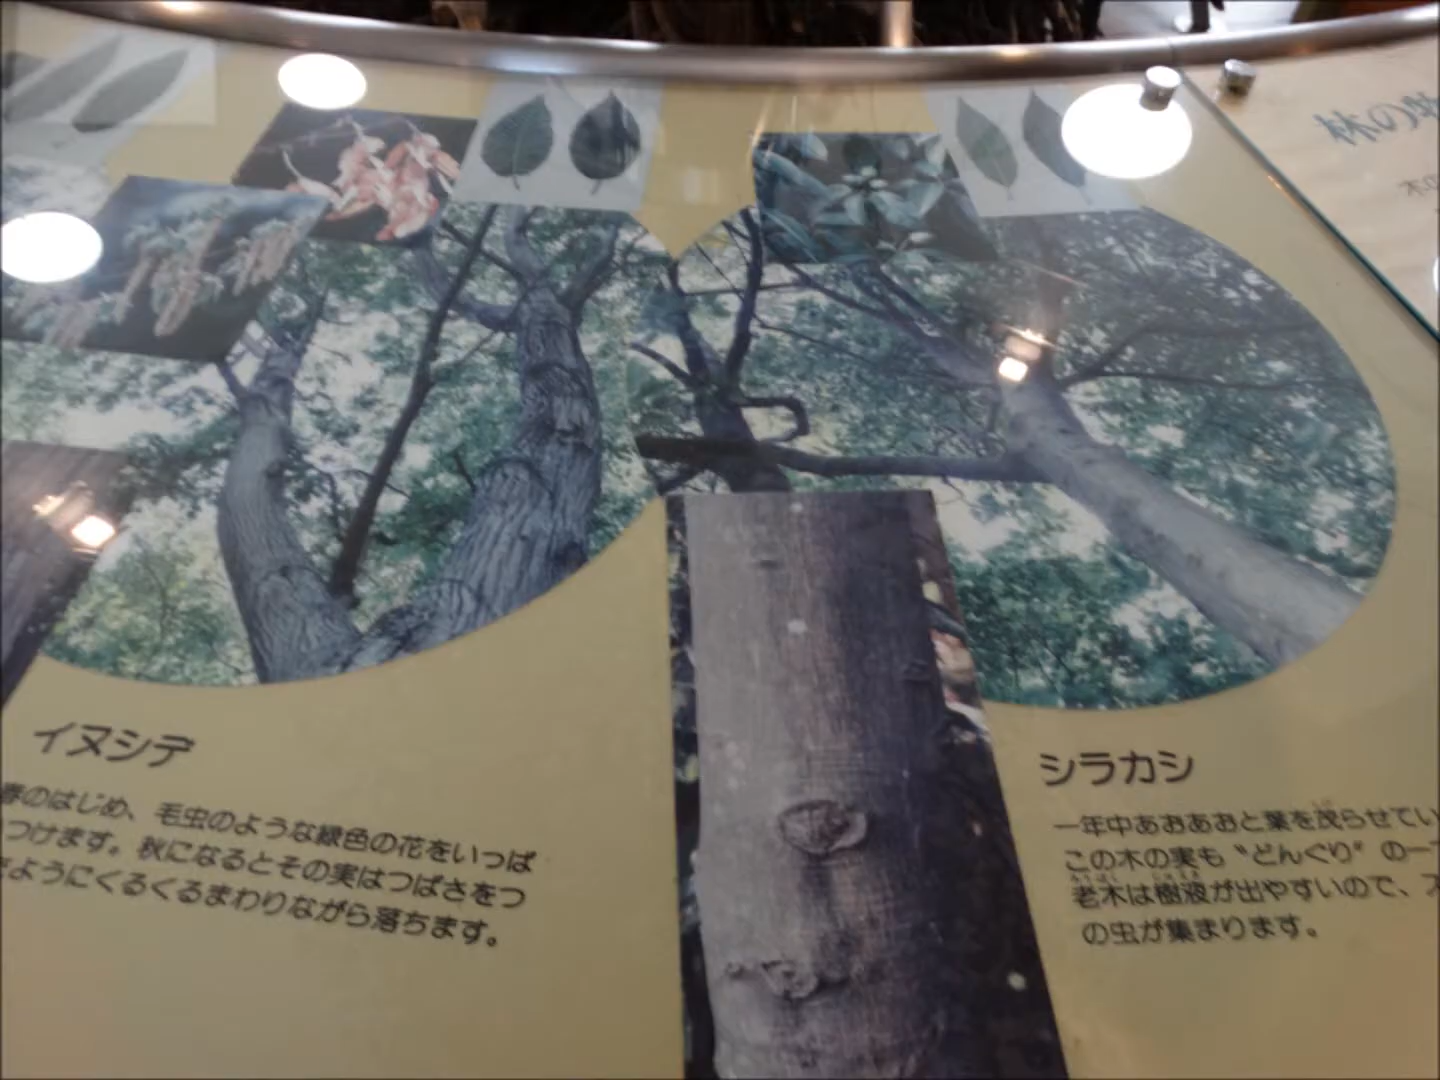 林の
イヌシデ
春のはじめ、毛虫のような緑色の花をいっぱ
つけます。秋になるとその実はつばさをつ
ようにくるくるまわりながら落ちます。
シラカシ
一年中あおあおと葉を茂らせてい
この木の実も“どんぐり”の一
老木は樹液が出やすいので、ス
の虫が集まります。